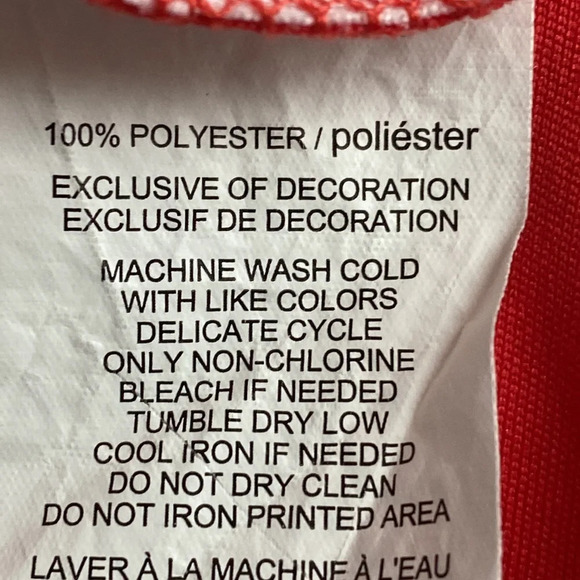 100% POLYESTER / poliéster
EXCLUSIVE OF DECORATION
EXCLUSIF DE DECORATION
MACHINE WASH COLD
WITH LIKE COLORS
DELICATE CYCLE
ONLY NON-CHLORINE
BLEACH IF NEEDED
TUMBLE DRY LOW
COOL IRON IF NEEDED
DO NOT DRY CLEAN
DO NOT IRON PRINTED AREA
LAVER À LA MACHINE À L'EAU